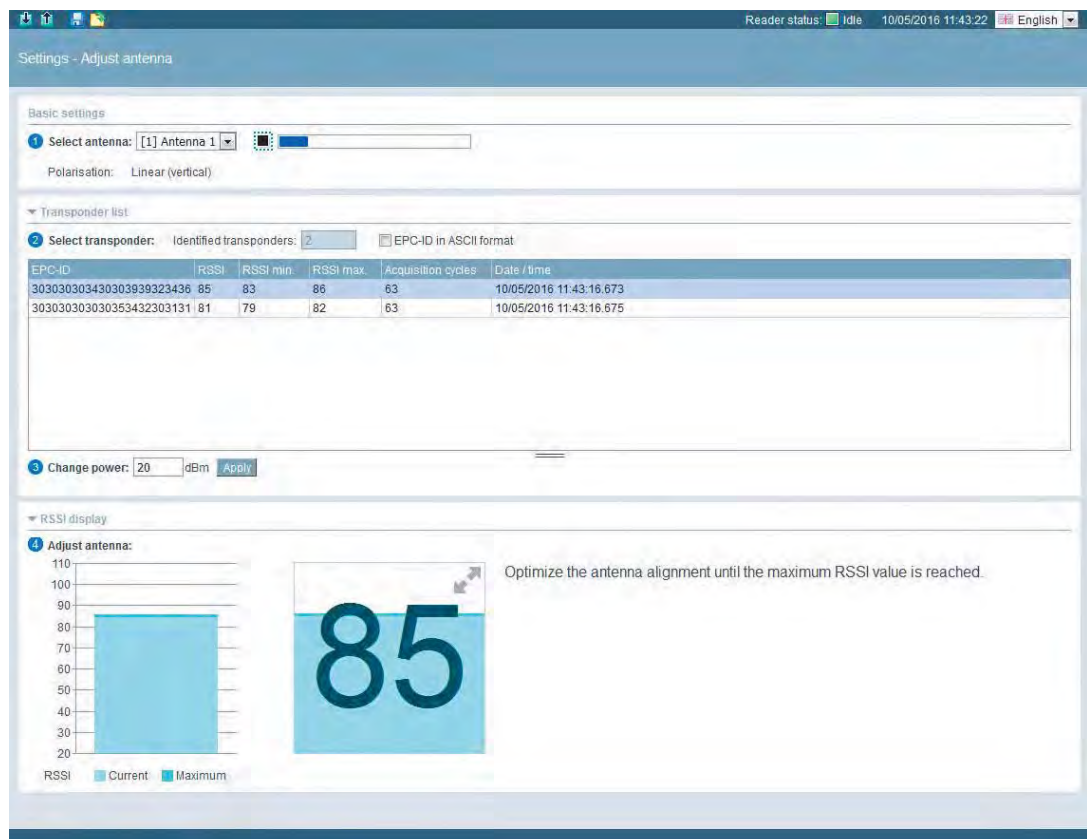 Reader status: Idle 10/05/2016 11:43:22 English
Settings - Adjust antenna
Basic settings
1 Select antenna: [1] Antenna 1
Polarisation: Linear (vertical)
Transponder list
2 Select transponder: Identified transponders: 2 EPC-ID in ASCII format
EPC-ID RSSI RSSI min. RSSI max. Acquisition cycles Date / time
303030303430303939323436 85 83 86 63 10/05/2016 11:43:16.673
303030303030353432303131 81 79 82 63 10/05/2016 11:43:16.675
3 Change power: 20 dBm Apply
RSSI display
4 Adjust antenna:
110
100
90
80
70
60
50
40
30
20
RSSI Current Maximum
85
Optimize the antenna alignment until the maximum RSSI value is reached.